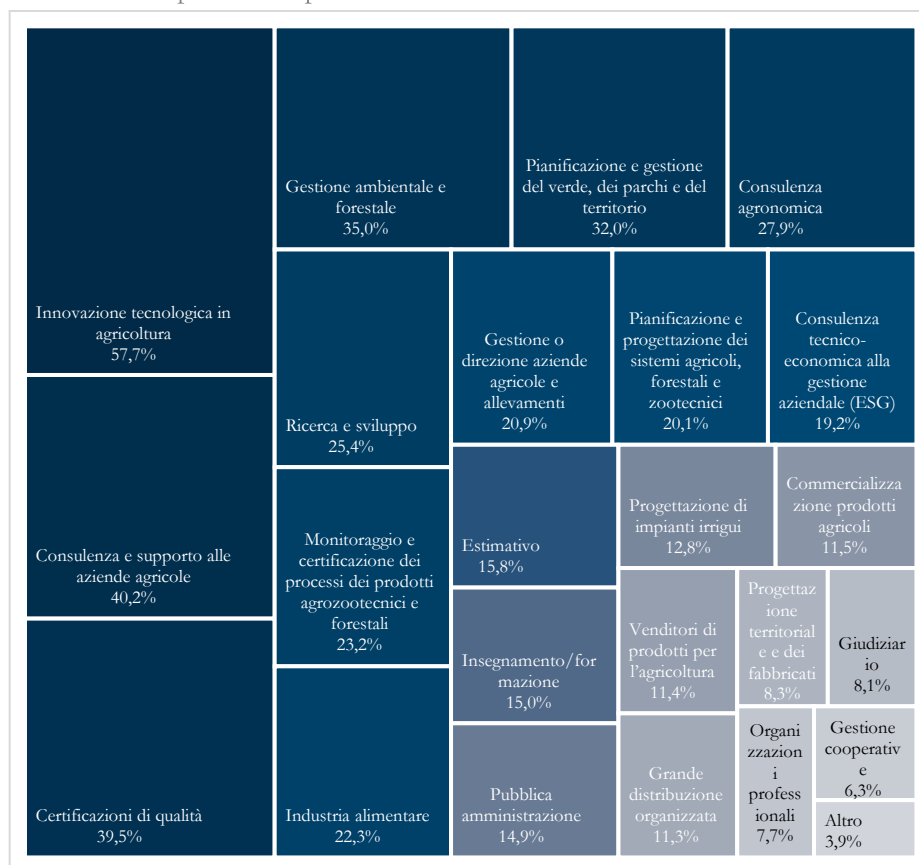 Innovazione tecnologica in
agricoltura
57,7%
Consulenza e supporto alle
aziende agricole
40,2%
Certificazioni di qualità
39,5%
Gestione ambientale e
forestale
35,0%
Pianificazione e gestione
del verde, dei parchi e del
territorio
32,0%
Consulenza
agronomica
27,9%
Ricerca e sviluppo
25,4%
Monitoraggio e
certificazione dei
processi dei prodotti
agrozootecnici e
forestali
23,2%
Industria alimentare
22,3%
Gestione o
direzione aziende
agricole e
allevamenti
20,9%
Pianificazione e
progettazione dei
sistemi agricoli,
forestali e
zootecnici
20,1%
Consulenza
tecnico-
economica alla
gestione
aziendale (ESG)
19,2%
Estimativo
15,8%
Insegnamento/for
mazione
15,0%
Pubblica
amministrazione
14,9%
Progettazione di
impianti irrigui
12,8%
Commercializza
zione prodotti
agricoli
11,5%
Venditori di
prodotti per
l'agricoltura
11,4%
Grande
distribuzione
organizzata
11,3%
Progettaz
ione
territorial
e e dei
fabbricati
8,3%
Giudiziar
io
8,1%
Organi
zzazion
i
profess
ionali
7,7%
Gestione
cooperativ
e
6,3%
Altro
3,9%